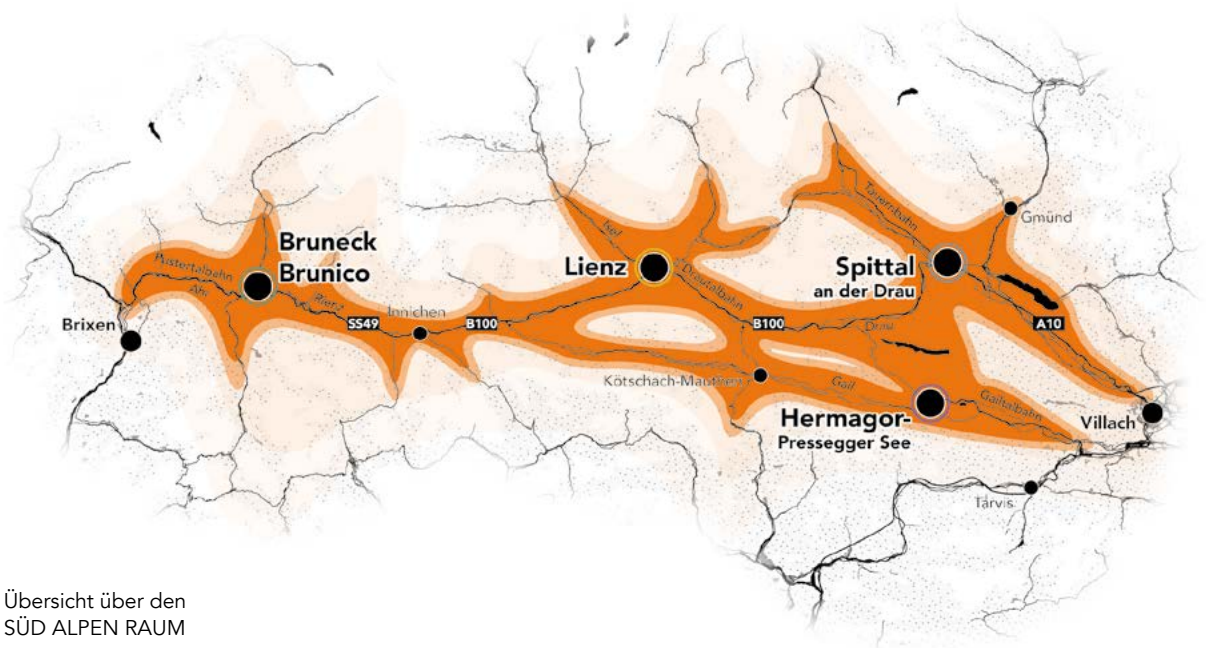 Tauernbahn
Gmünd
Isel
Bruneck
Brunico
Lienz
Spittal
an der Drau
Pustertalbahn
Ahr
Rienz
Drautalbahn
Brixen
SS49
Innichen
B100
B100
Drau
A10
Kötschach-Mauthen
Gail
Gailtalbahn
Hermagor-
Pressegger See
Villach
Tarvis
Übersicht über den
SÜD ALPEN RAUM